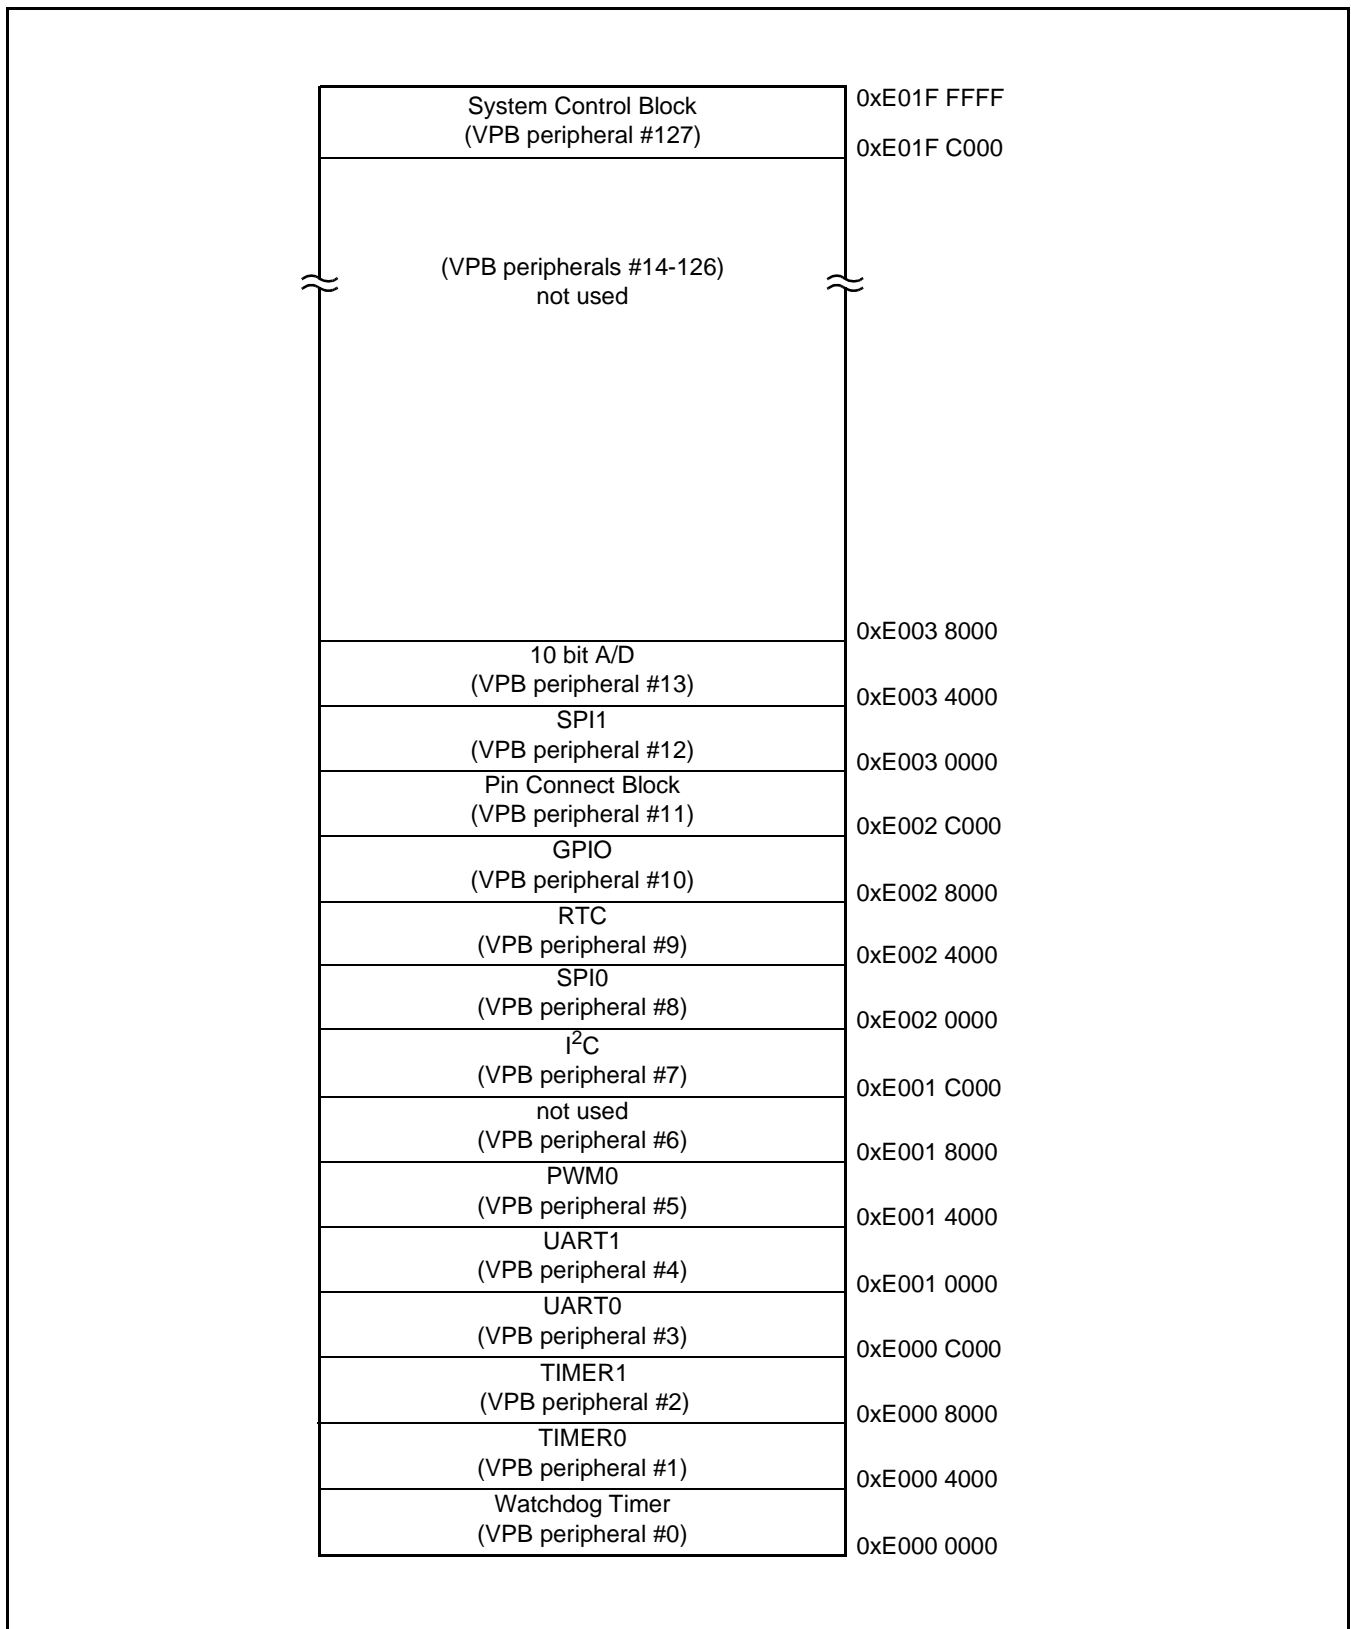 System Control Block
(VPB peripheral #127)
0xE01F FFFF
0xE01F C000
(VPB peripherals #14-126)
not used
0xE003 8000
10 bit A/D
(VPB peripheral #13)
0xE003 4000
SPI1
(VPB peripheral #12)
0xE003 0000
Pin Connect Block
(VPB peripheral #11)
0xE002 C000
GPIO
(VPB peripheral #10)
0xE002 8000
RTC
(VPB peripheral #9)
0xE002 4000
SPI0
(VPB peripheral #8)
0xE002 0000
I²C
(VPB peripheral #7)
0xE001 C000
not used
(VPB peripheral #6)
0xE001 8000
PWM0
(VPB peripheral #5)
0xE001 4000
UART1
(VPB peripheral #4)
0xE001 0000
UART0
(VPB peripheral #3)
0xE000 C000
TIMER1
(VPB peripheral #2)
0xE000 8000
TIMER0
(VPB peripheral #1)
0xE000 4000
Watchdog Timer
(VPB peripheral #0)
0xE000 0000